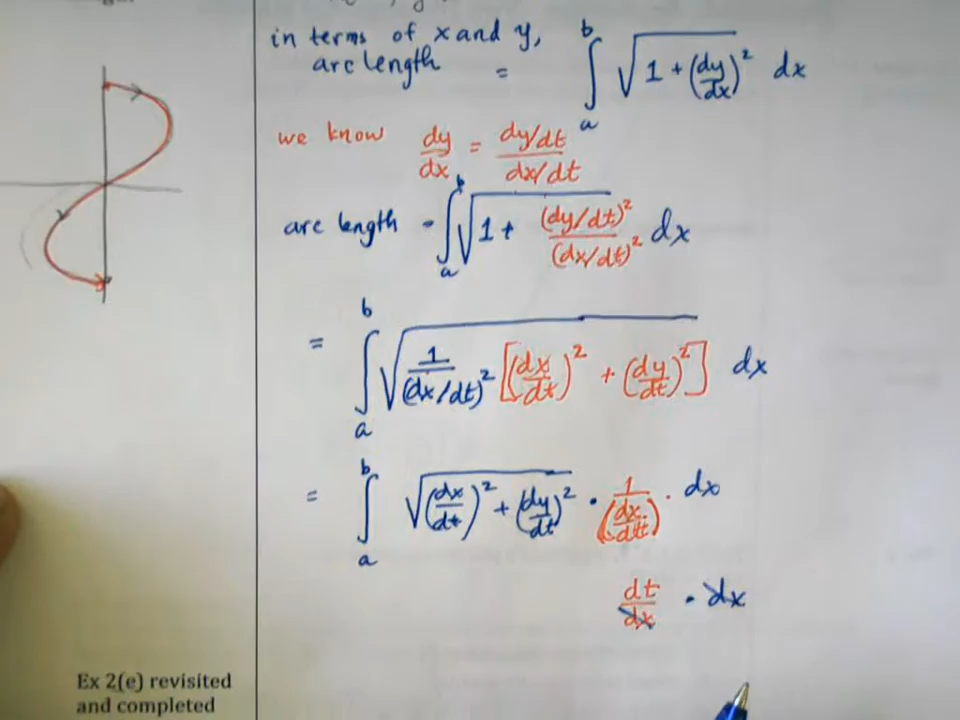 in terms of x and y,
arc length = ∫_a^b √(1 + (dy/dx)²) dx
we know dy/dx = (dy/dt)/(dx/dt)
arc length = ∫_a^b √(1 + (dy/dt)²/(dx/dt)²) dx
= ∫_a^b √(1/(dx/dt)² [(dx/dt)² + (dy/dt)²]) dx
= ∫_a^b √((dx/dt)² + (dy/dt)²) · 1/(dx/dt) · dx
dt/dx · dx
Ex 2(e) revisited
and completed